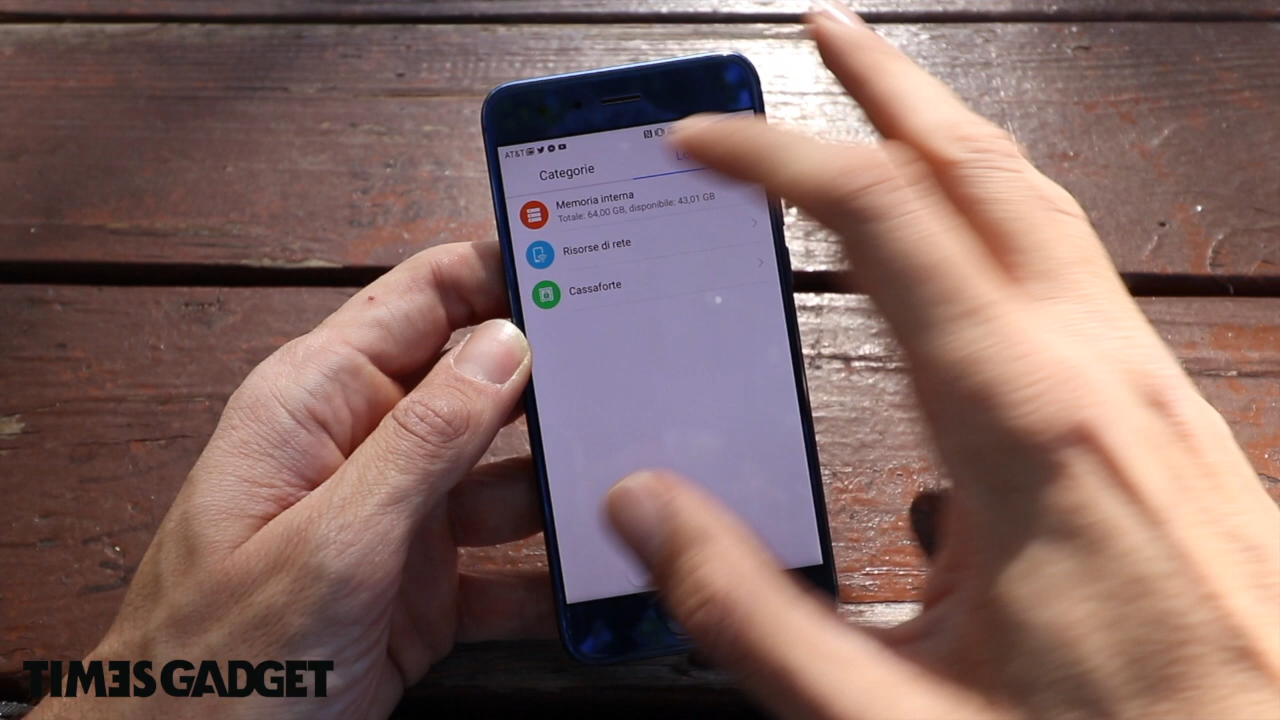 AT&T
Categorie
Memoria interna
Totale: 64,00 GB, disponibile: 43,01 GB
Risorse di rete
Cassaforte
TIMES GADGET